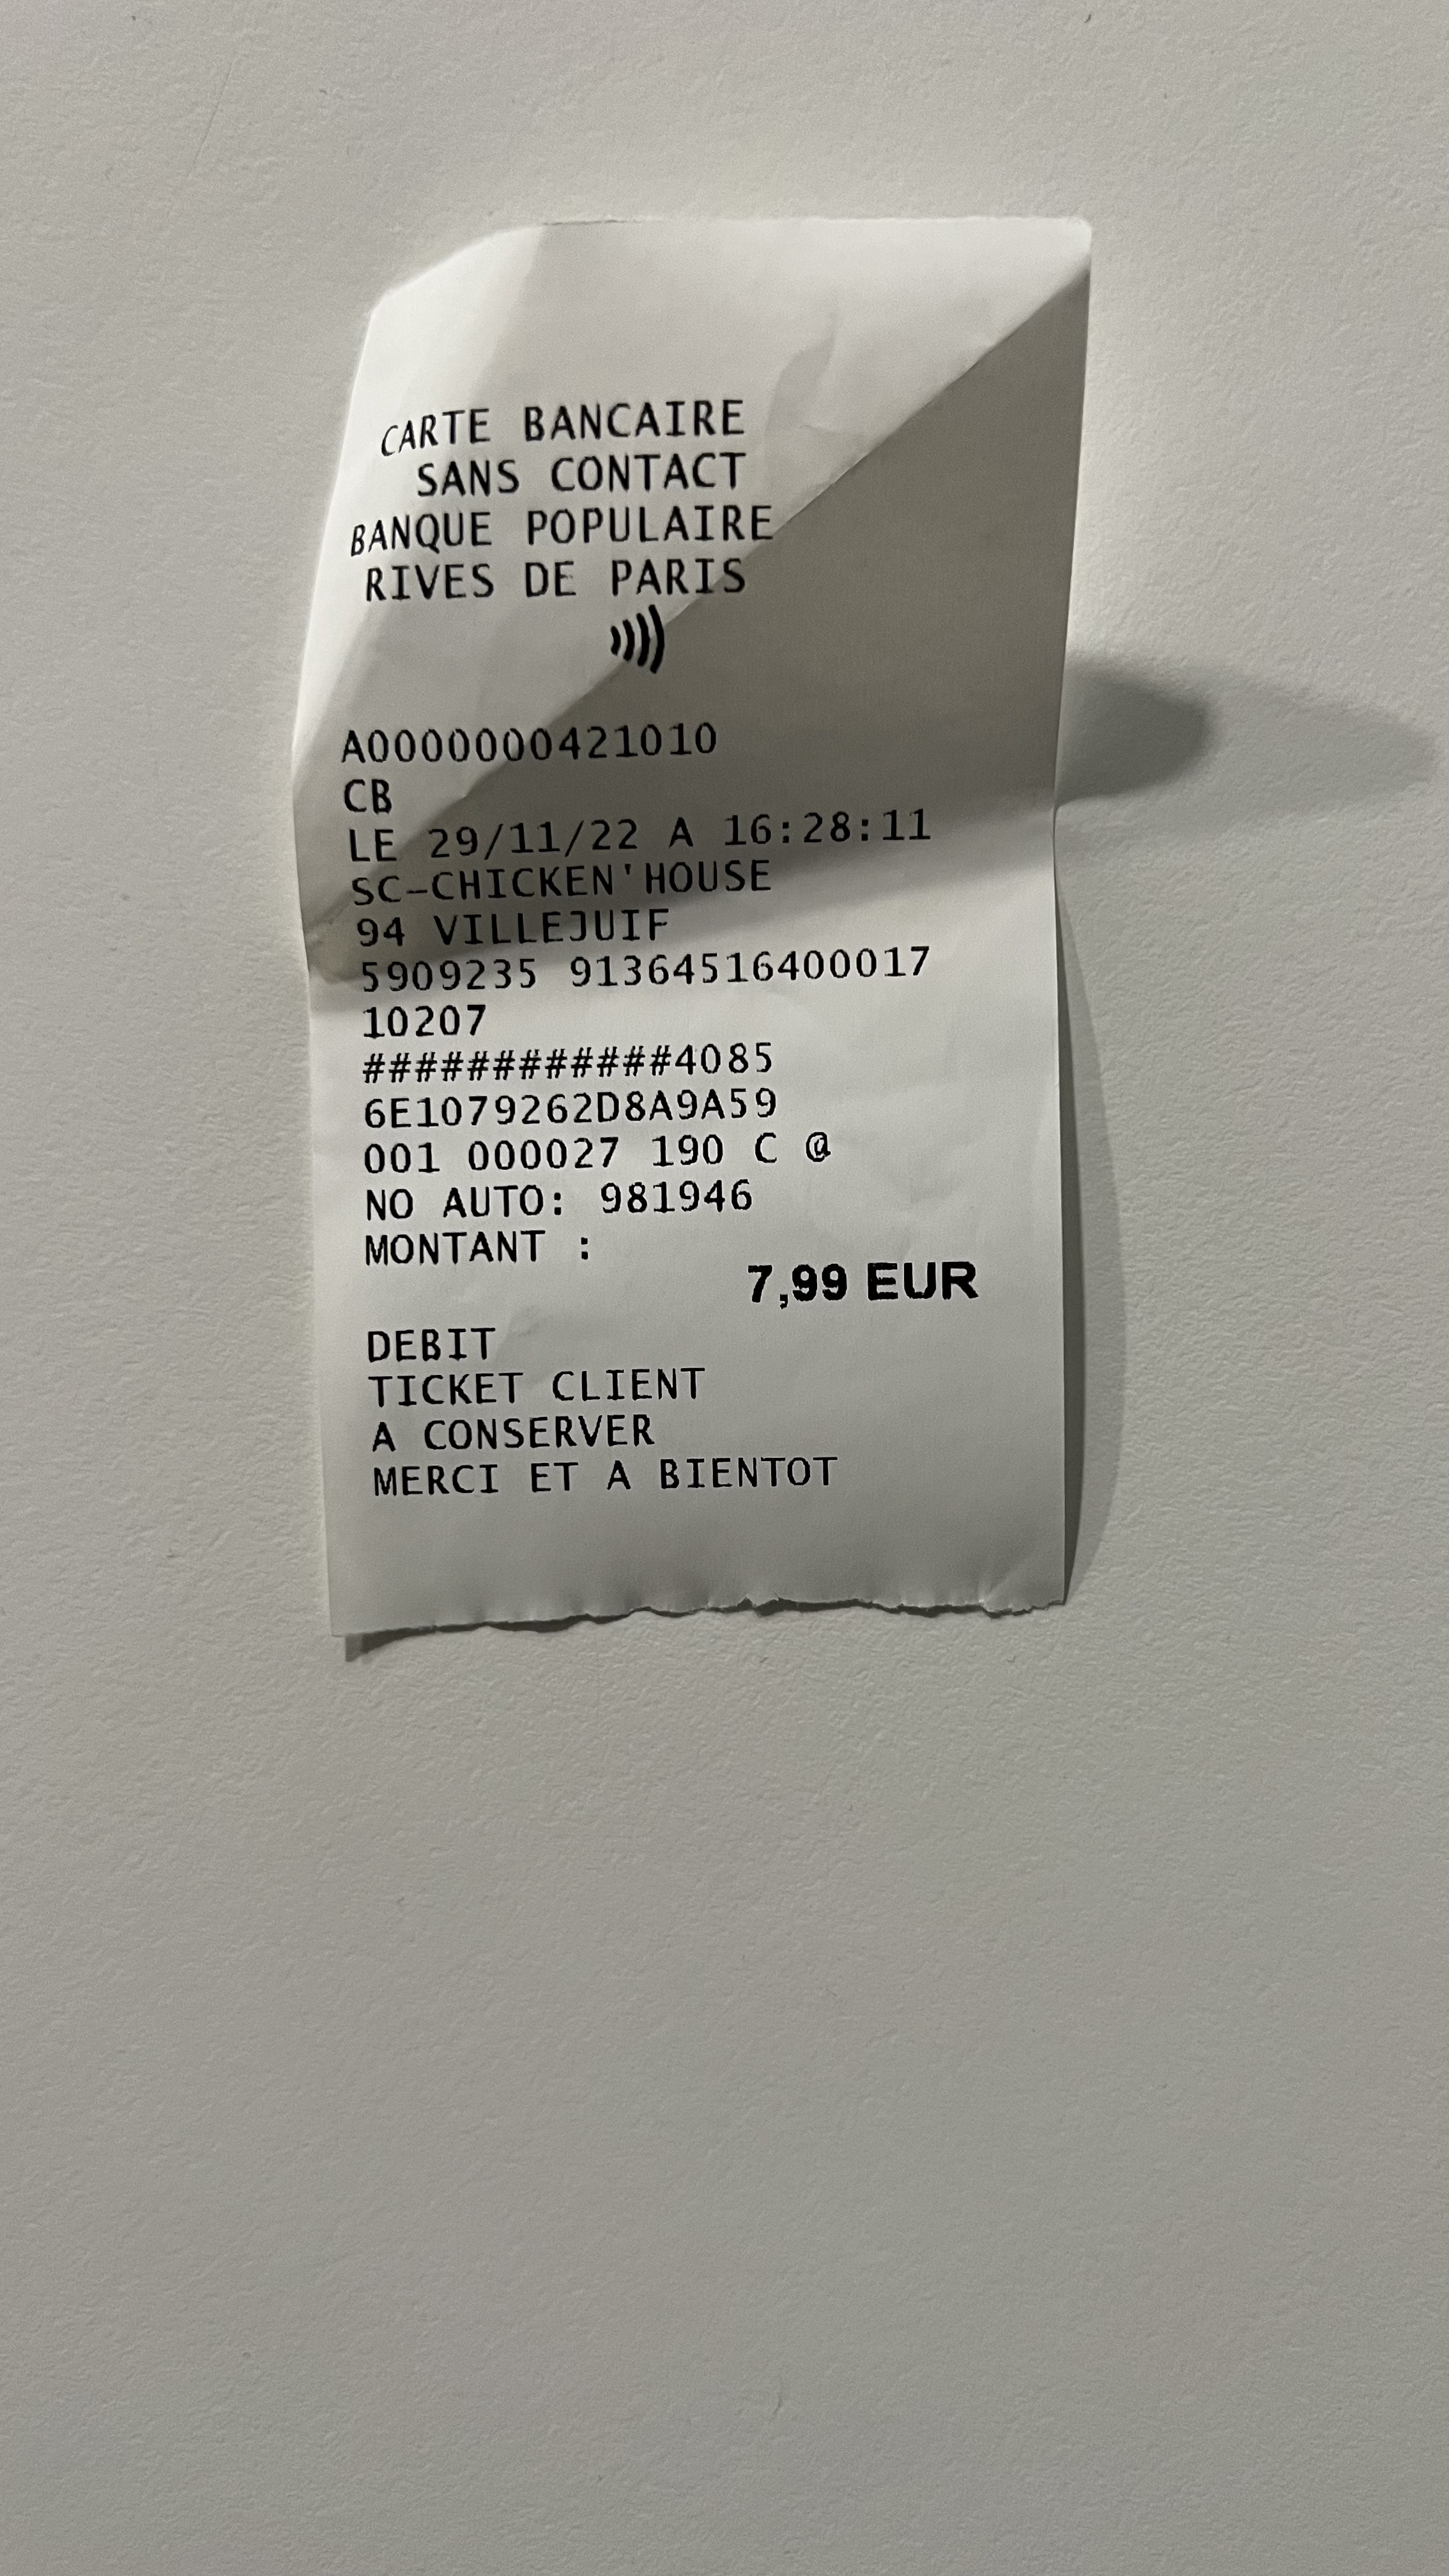 CARTE BANCAIRE
SANS CONTACT
BANQUE POPULAIRE
RIVES DE PARIS
A0000000421010
CB
LE 29/11/22 A 16:28:11
SC-CHICKEN'HOUSE
94 VILLEJUIF
5909235 91364516400017
10207
############4085
6E1079262D8A9A59
001 000027 190 C @
NO AUTO: 981946
MONTANT :
7,99 EUR
DEBIT
TICKET CLIENT
A CONSERVER
MERCI ET A BIENTOT